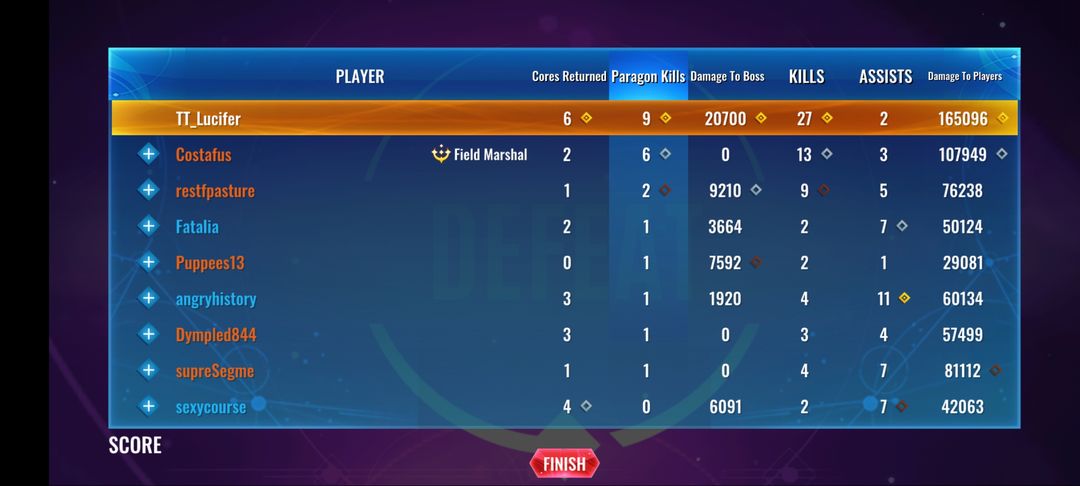 PLAYER Cores Returned Paragon Kills Damage To Boss KILLS ASSISTS Damage To Players
TT_Lucifer 6 9 20700 27 2 165096
Costafus Field Marshal 2 6 0 13 3 107949
restfpasture 1 2 9210 9 5 76238
Fatalia 2 1 3664 2 7 50124
Puppees13 0 1 7592 2 1 29081
angryhistory 3 1 1920 4 11 60134
Dympled844 3 1 0 3 4 57499
supreSegme 1 1 0 4 7 81112
sexycourse 4 0 6091 2 7 42063
DEFEAT
SCORE
FINISH